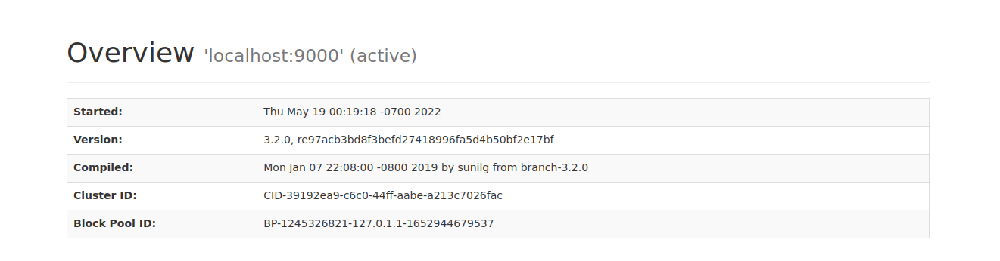 Overview 'localhost:9000' (active)
Started: Thu May 19 00:19:18 -0700 2022
Version: 3.2.0, re97acb3bd8f3befd27418996fa5d4b50bf2e17bf
Compiled: Mon Jan 07 22:08:00 -0800 2019 by sunilg from branch-3.2.0
Cluster ID: CID-39192ea9-c6c0-44ff-aabe-a213c7026fac
Block Pool ID: BP-1245326821-127.0.1.1-1652944679537